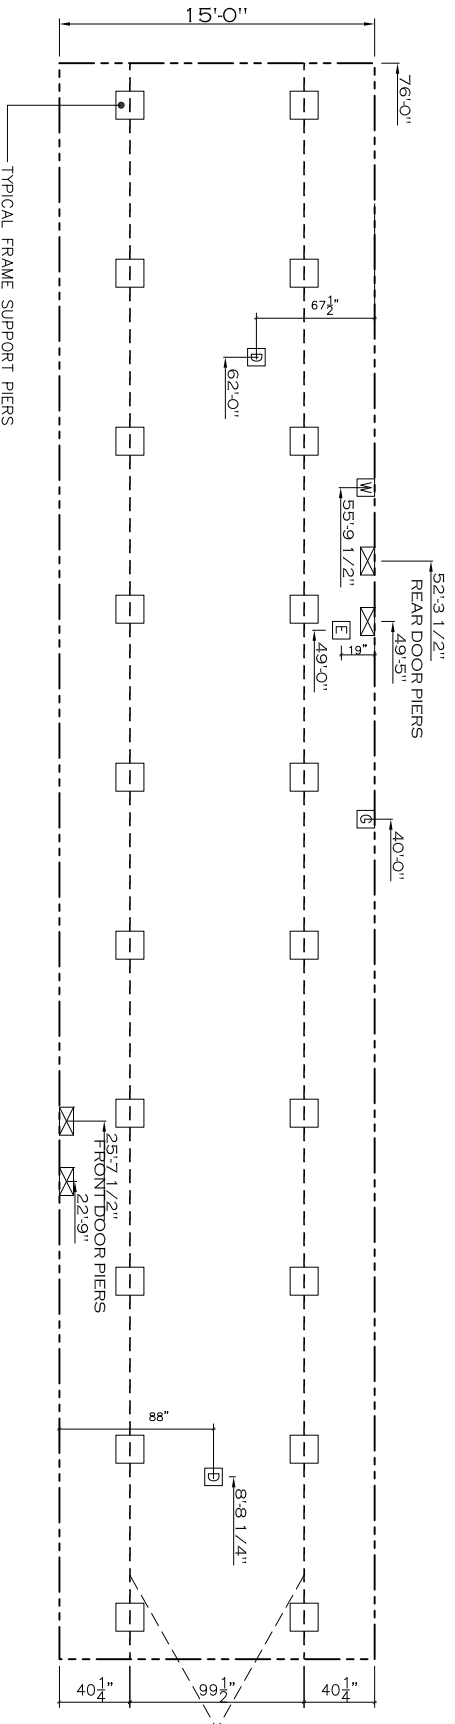 15'-0"
76'-0"
TYPICAL FRAME SUPPORT PIERS
67 1/2"
D
62'-0"
W
55'-9 1/2"
52'-3 1/2"
REAR DOOR PIERS
49'-5"
E
19"
49'-0"
G
40'-0"
25'-7 1/2"
FRONT DOOR PIERS
22'-9"
88"
D
8'-8 1/4"
40 1/4"
99 1/2"
40 1/4"